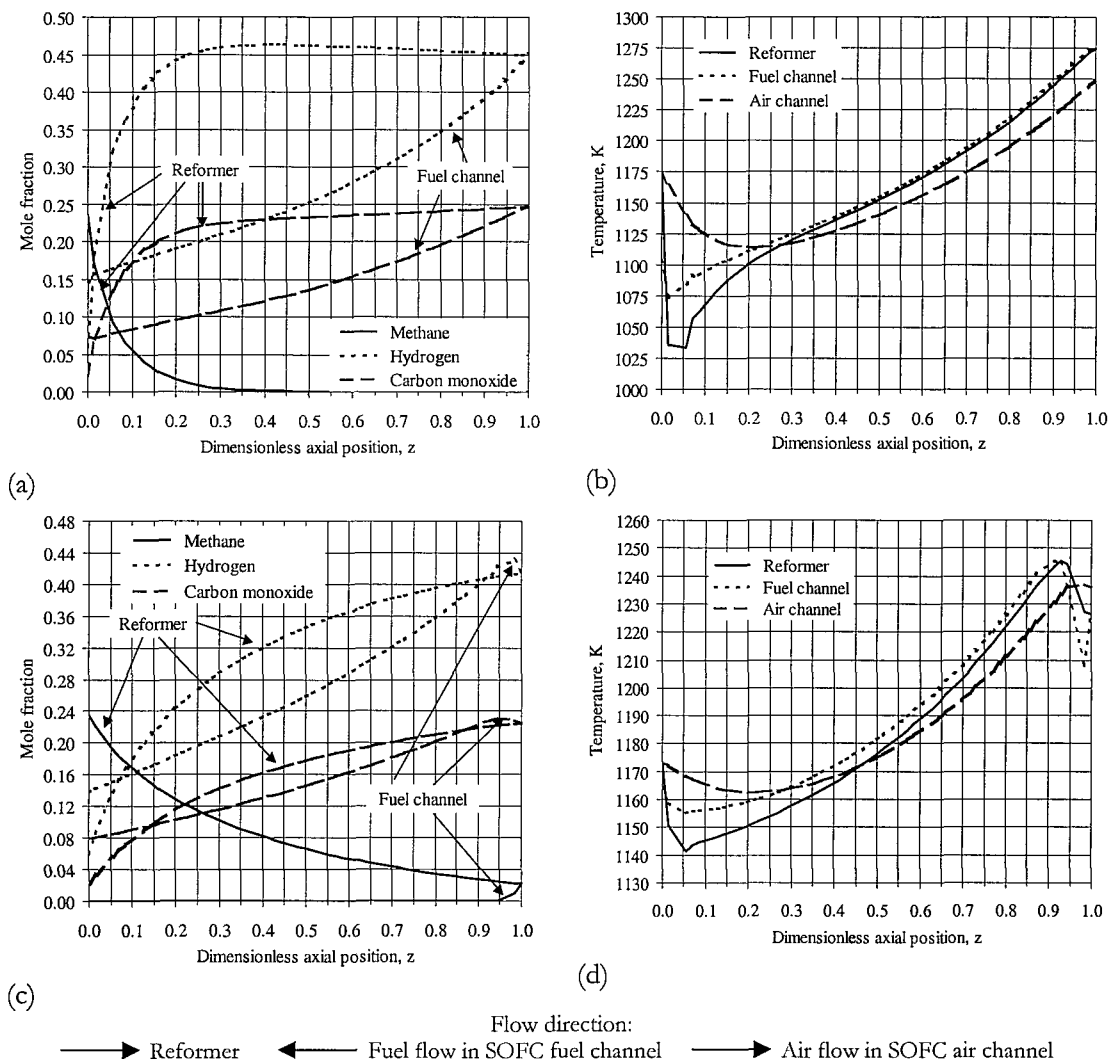 0.50
0.45
0.40
0.35
0.30
0.25
0.20
0.15
0.10
0.05
0.00
Mole fraction
Reformer
Fuel channel
Methane
Hydrogen
Carbon monoxide
0.0 0.1 0.2 0.3 0.4 0.5 0.6 0.7 0.8 0.9 1.0
Dimensionless axial position, z
(a)
1300
1275
1250
1225
1200
1175
1150
1125
1100
1075
1050
1025
1000
Temperature, K
Reformer
Fuel channel
Air channel
0.0 0.1 0.2 0.3 0.4 0.5 0.6 0.7 0.8 0.9 1.0
Dimensionless axial position, z
(b)
0.48
0.44
0.40
0.36
0.32
0.28
0.24
0.20
0.16
0.12
0.08
0.04
0.00
Mole fraction
Methane
Hydrogen
Carbon monoxide
Reformer
Fuel channel
0.0 0.1 0.2 0.3 0.4 0.5 0.6 0.7 0.8 0.9 1.0
Dimensionless axial position, z
(c)
1260
1250
1240
1230
1220
1210
1200
1190
1180
1170
1160
1150
1140
1130
Temperature, K
Reformer
Fuel channel
Air channel
0.0 0.1 0.2 0.3 0.4 0.5 0.6 0.7 0.8 0.9 1.0
Dimensionless axial position, z
(d)
Flow direction:
Reformer Fuel flow in SOFC fuel channel Air flow in SOFC air channel